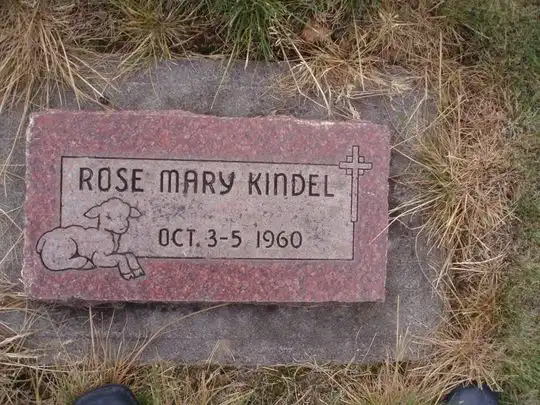 ROSE MARY KINDEL
OCT. 3-5 1960